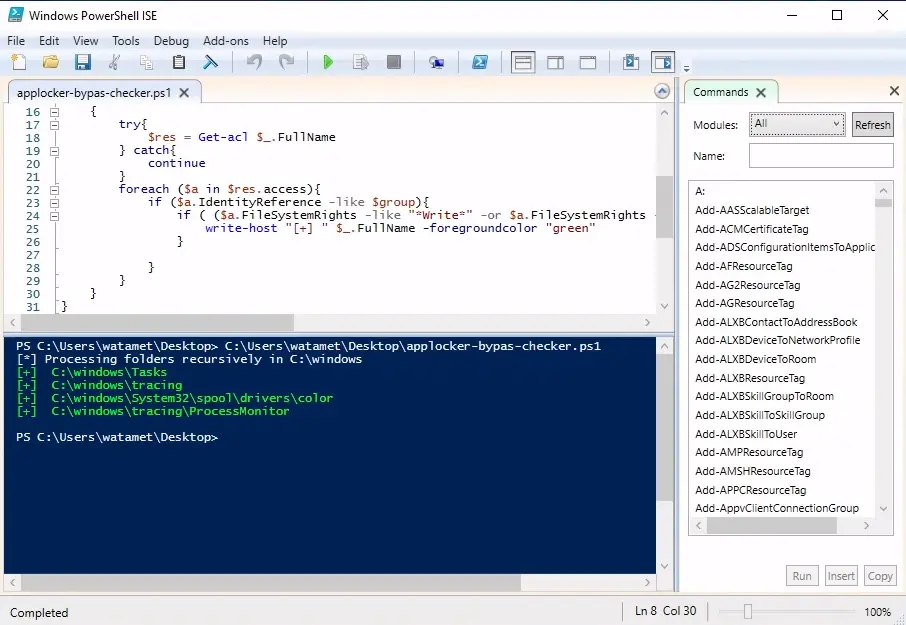 Windows PowerShell ISE
File Edit View Tools Debug Add-ons Help
applocker-bypas-checker.ps1
16 {
17 try{
18 $res = Get-acl $_.FullName
19 } catch{
20 continue
21 }
22 foreach ($a in $res.access){
23 if ($a.IdentityReference -like $group){
24 if ( ($a.FileSystemRights -like "*Write*" -or $a.FileSystemRights -
25 write-host "[+] " $_.FullName -foregroundcolor "green"
26 }
27
28 }
29 }
30 }
31 }
PS C:\Users\watamet\Desktop> C:\Users\watamet\Desktop\applocker-bypas-checker.ps1
[*] Processing folders recursively in C:\windows
[+] C:\windows\Tasks
[+] C:\windows\tracing
[+] C:\windows\System32\spool\drivers\color
[+] C:\windows\tracing\ProcessMonitor
PS C:\Users\watamet\Desktop>
Commands
Modules: All Refresh
Name:
A:
Add-AASScalableTarget
Add-ACMCertificateTag
Add-ADSConfigurationItemsToApplic
Add-AFResourceTag
Add-AG2ResourceTag
Add-AGResourceTag
Add-ALXBContactToAddressBook
Add-ALXBDeviceToNetworkProfile
Add-ALXBDeviceToRoom
Add-ALXBResourceTag
Add-ALXBSkillGroupToRoom
Add-ALXBSkillToSkillGroup
Add-ALXBSkillToUser
Add-AMPResourceTag
Add-AMSHResourceTag
Add-APPCResourceTag
Add-AppvClientConnectionGroup
Run Insert Copy
Completed Ln 8 Col 30 100%